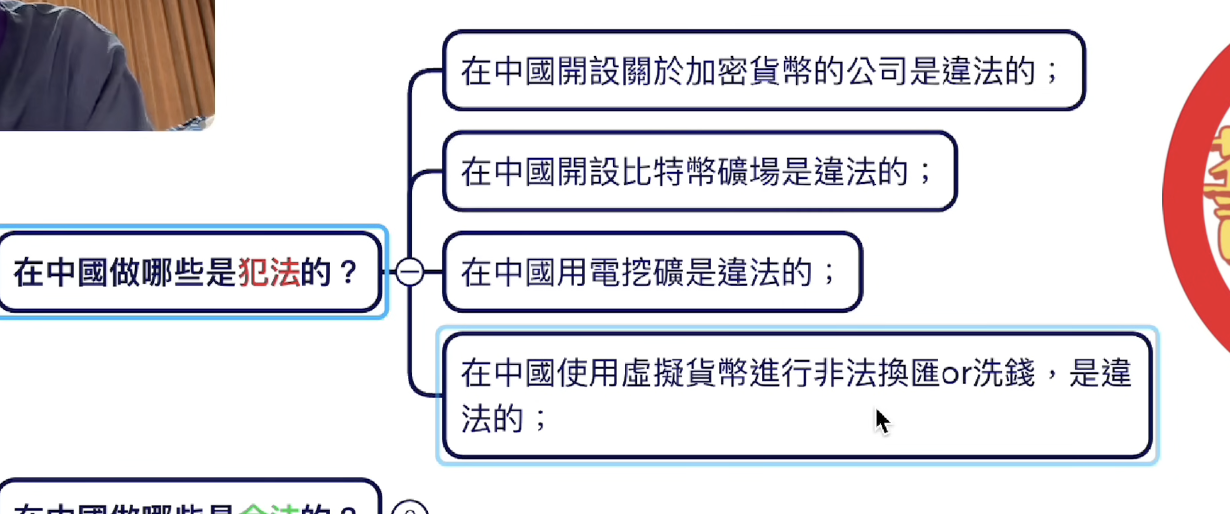 在中國開設關於加密貨幣的公司是違法的；
在中國開設比特幣礦場是違法的；
在中國做哪些是犯法的？
在中國用電挖礦是違法的；
在中國使用虛擬貨幣進行非法換匯or洗錢，是違
法的；
在中國做哪些是合法的？